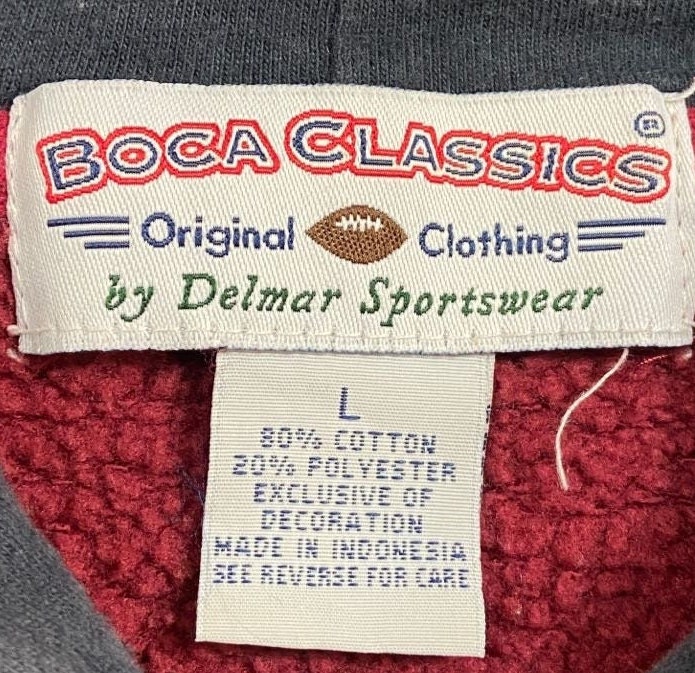 BOCA CLASSICS ®
Original Clothing
by Delmar Sportswear
L
80% COTTON
20% POLYESTER
EXCLUSIVE OF
DECORATION
MADE IN INDONESIA
SEE REVERSE FOR CARE